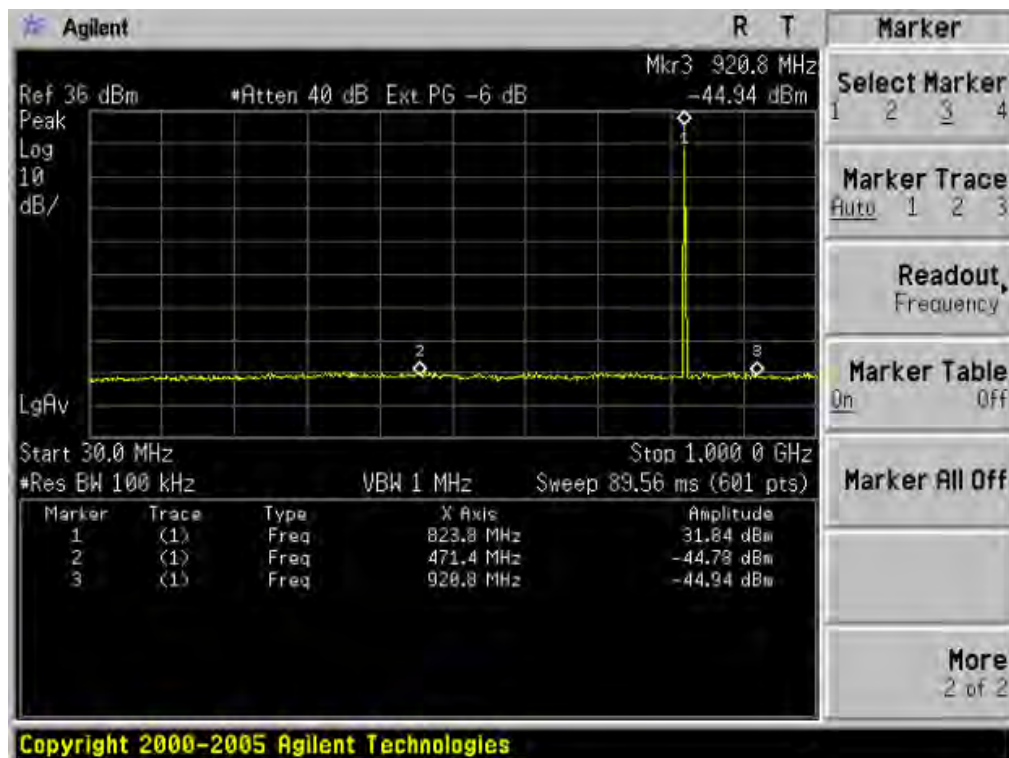 Agilent R T Marker
Mkr3 920.8 MHz
Ref 36 dBm #Atten 40 dB Ext PG -6 dB -44.94 dBm
Peak
Log
10
dB/
1
2
3
LgAv
Start 30.0 MHz Stop 1.000 0 GHz
#Res BW 100 kHz VBW 1 MHz Sweep 89.56 ms (601 pts)
Marker Trace Type X Axis Amplitude
1 (1) Freq 823.8 MHz 31.84 dBm
2 (1) Freq 471.4 MHz -44.78 dBm
3 (1) Freq 920.8 MHz -44.94 dBm
Select Marker
1 2 3 4
Marker Trace
Auto 1 2 3
Readout
Frequency
Marker Table
On Off
Marker All Off
More
2 of 2
Copyright 2000-2005 Agilent Technologies